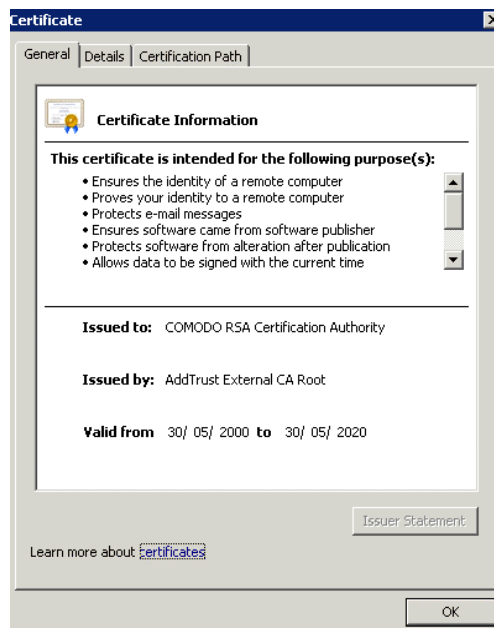 Certificate
General Details Certification Path
Certificate Information
This certificate is intended for the following purpose(s):
• Ensures the identity of a remote computer
• Proves your identity to a remote computer
• Protects e-mail messages
• Ensures software came from software publisher
• Protects software from alteration after publication
• Allows data to be signed with the current time
Issued to: COMODO RSA Certification Authority
Issued by: AddTrust External CA Root
Valid from 30/ 05/ 2000 to 30/ 05/ 2020
Issuer Statement
Learn more about certificates
OK